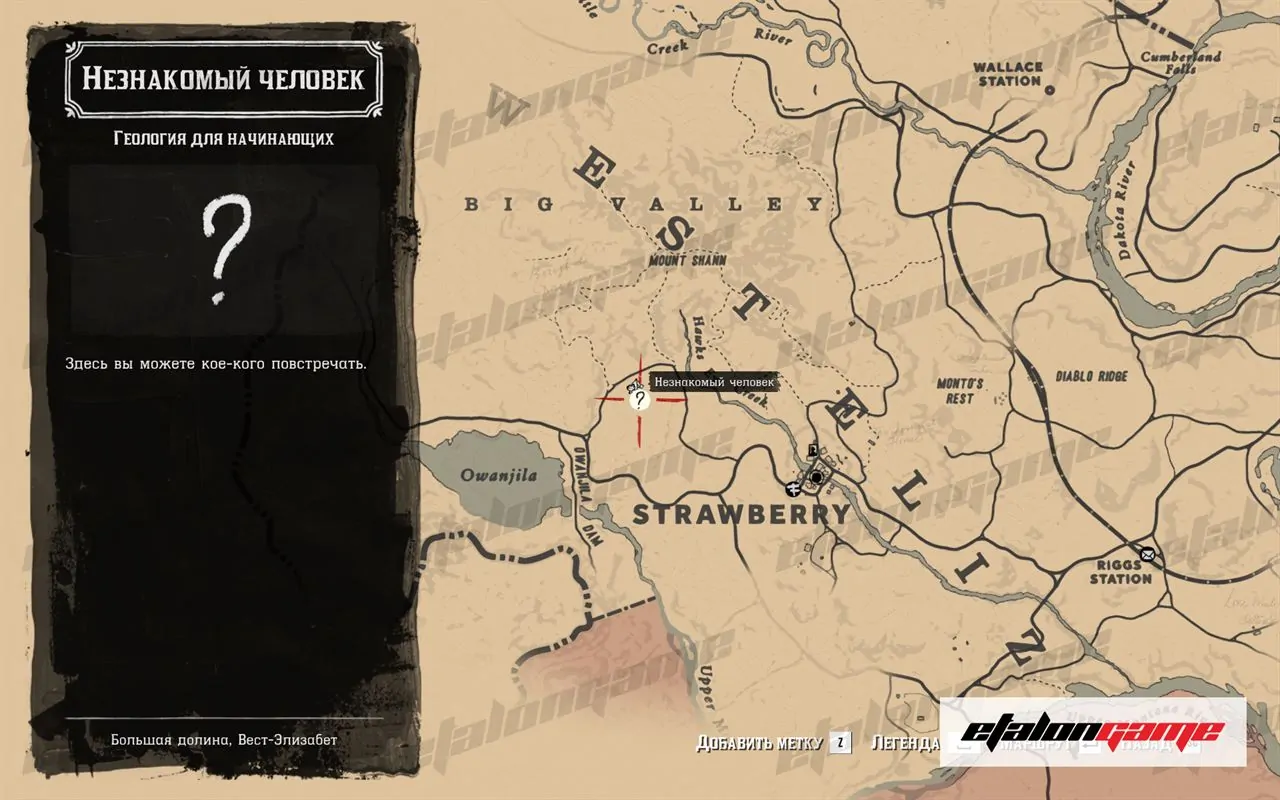 Незнакомый человек
Геология для начинающих
?
Здесь вы можете кое-кого повстречать.
Большая долина, Вест-Элизабет
Creek
River
WALLACE
STATION
Cumberland
Falls
Dakota River
WEST ELIZ
BIG VALLEY
MOUNT SHANN
Hawks
Creek
Незнакомый человек
?
MONTO'S
REST
DIABLO RIDGE
Owanjila
OWANJILA
DAM
STRAWBERRY
RIGGS
STATION
Upper
Добавить метку Z
Легенда
etalongame